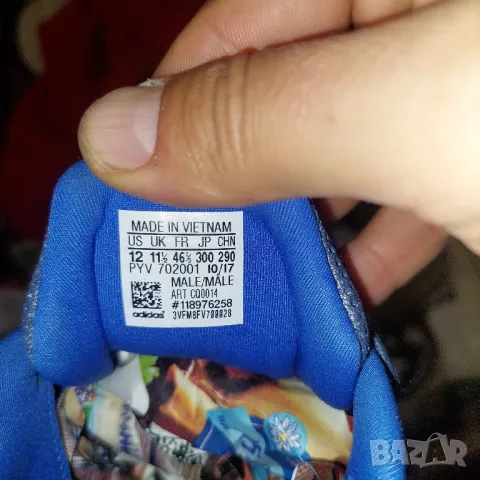 MADE IN VIETNAM
US UK FR JP CHN
12 11½ 46⅔ 300 290
PYV 702001 10/17
MALE/MÂLE
ART CQ0014
#118976258
adidas 3VFM8FV700028
BAZAR